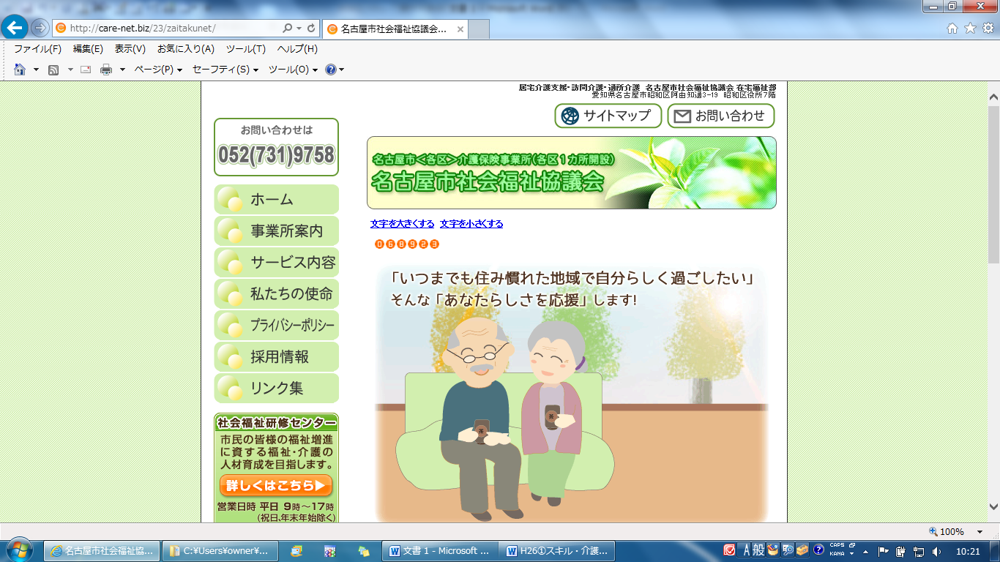 http://care-net.biz/23/zaitakunet/
名古屋市社会福祉協議会...
ファイル(F) 編集(E) 表示(V) お気に入り(A) ツール(T) ヘルプ(H)
ページ(P) セーフティ(S) ツール(O)
居宅介護支援・訪問介護・通所介護 名古屋市社会福祉協議会 在宅福祉部
愛知県名古屋市昭和区阿由知通3-19 昭和区役所7階
サイトマップ お問い合わせ
お問い合わせは
052(731)9758
名古屋市<各区>介護保険事業所(各区1カ所開設)
名古屋市社会福祉協議会
文字を大きくする 文字を小さくする
068923
ホーム
事業所案内
サービス内容
私たちの使命
プライバシーポリシー
採用情報
リンク集
「いつまでも住み慣れた地域で自分らしく過ごしたい」
そんな「あなたらしさを応援」します!
茶
茶
社会福祉研修センター
市民の皆様の福祉増進
に資する福祉・介護の
人材育成を目指します。
詳しくはこちら▶
営業日時 平日 9時～17時
(祝日、年末年始除く)
100%
名古屋市社会福祉協...
C:¥Users¥owner¥...
文書 1 - Microsoft ...
H26①スキル・介護...
A 般
CAPS
KANA
10:21